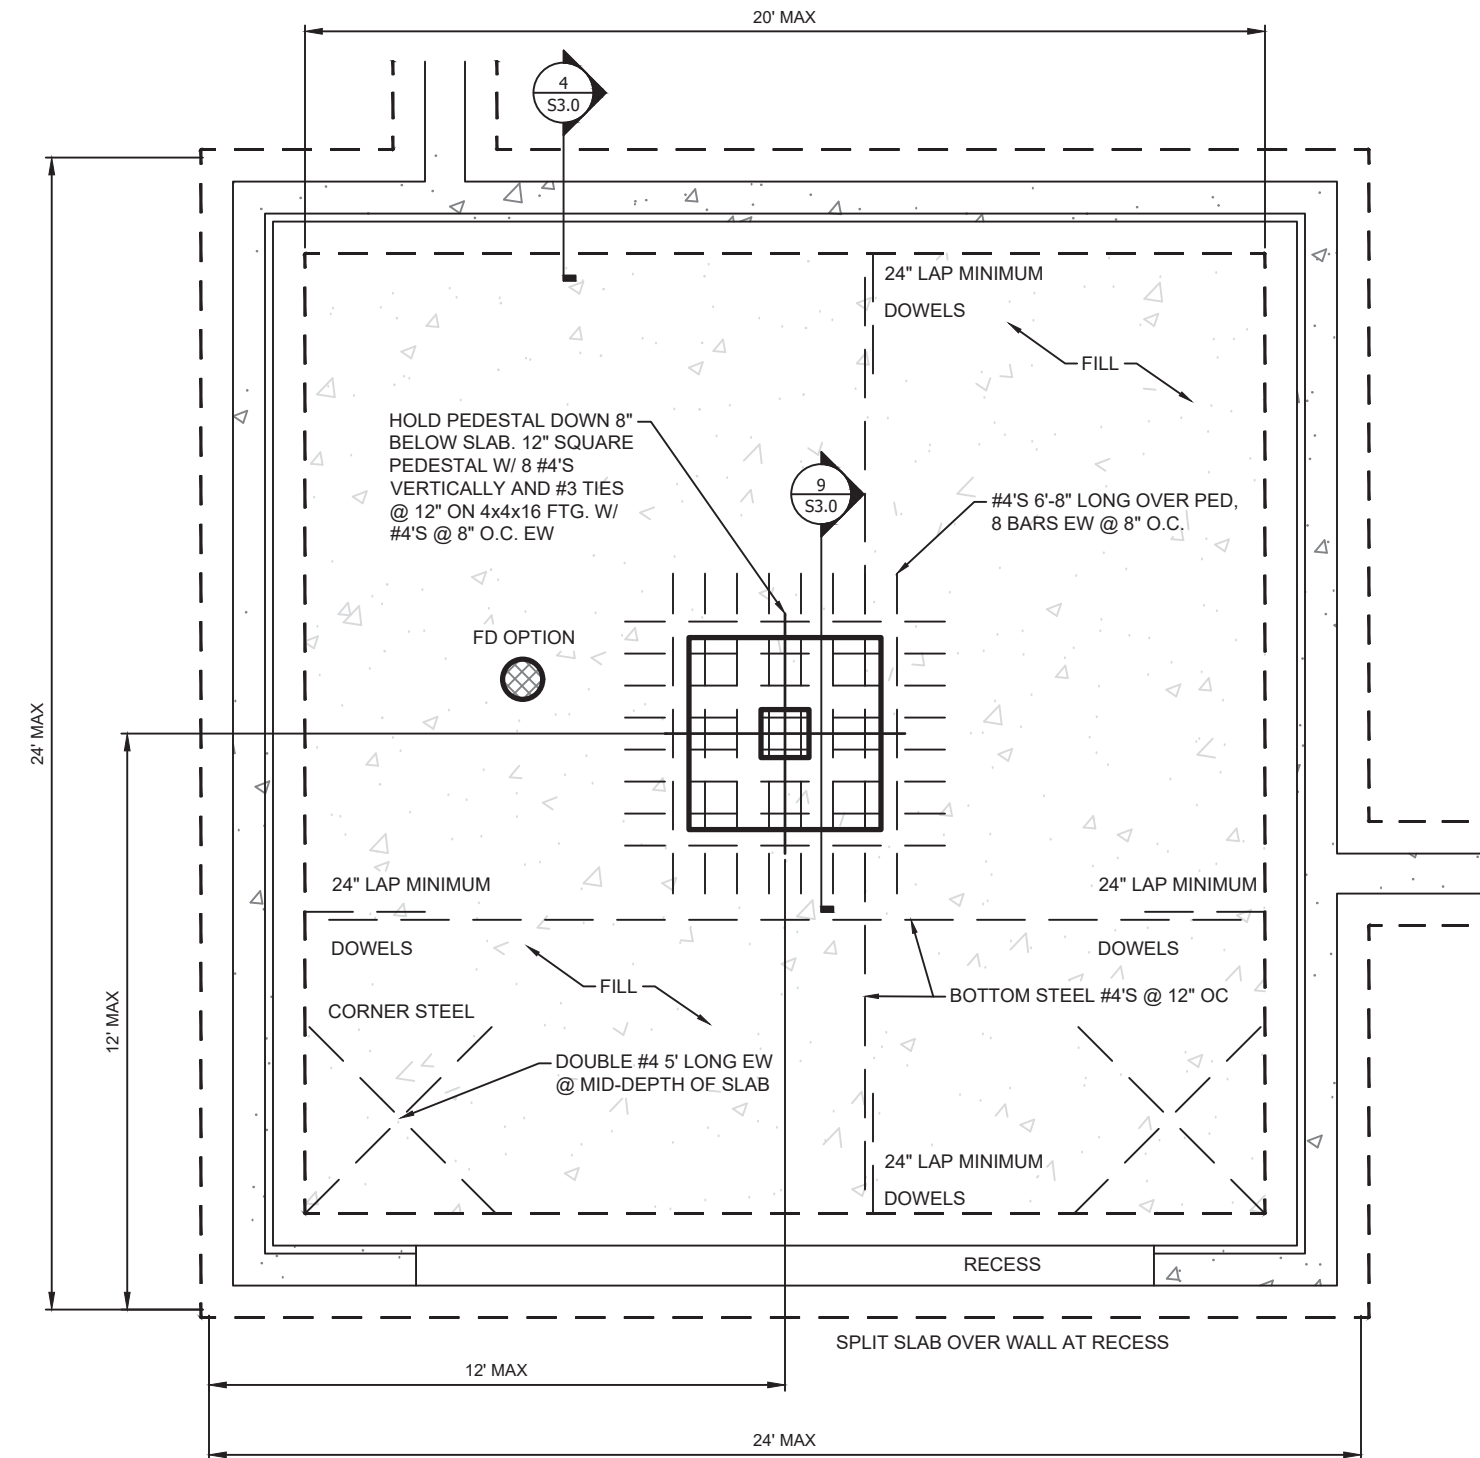 20' MAX
4
S3.0
24" LAP MINIMUM
DOWELS
FILL
HOLD PEDESTAL DOWN 8"
BELOW SLAB. 12" SQUARE
PEDESTAL W/ 8 #4'S
VERTICALLY AND #3 TIES
@ 12" ON 4x4x16 FTG. W/
#4'S @ 8" O.C. EW
9
S3.0
#4'S 6'-8" LONG OVER PED,
8 BARS EW @ 8" O.C.
FD OPTION
24' MAX
24" LAP MINIMUM
24" LAP MINIMUM
DOWELS
DOWELS
12' MAX
FILL
BOTTOM STEEL #4'S @ 12" OC
CORNER STEEL
DOUBLE #4 5' LONG EW
@ MID-DEPTH OF SLAB
24" LAP MINIMUM
DOWELS
RECESS
SPLIT SLAB OVER WALL AT RECESS
12' MAX
24' MAX